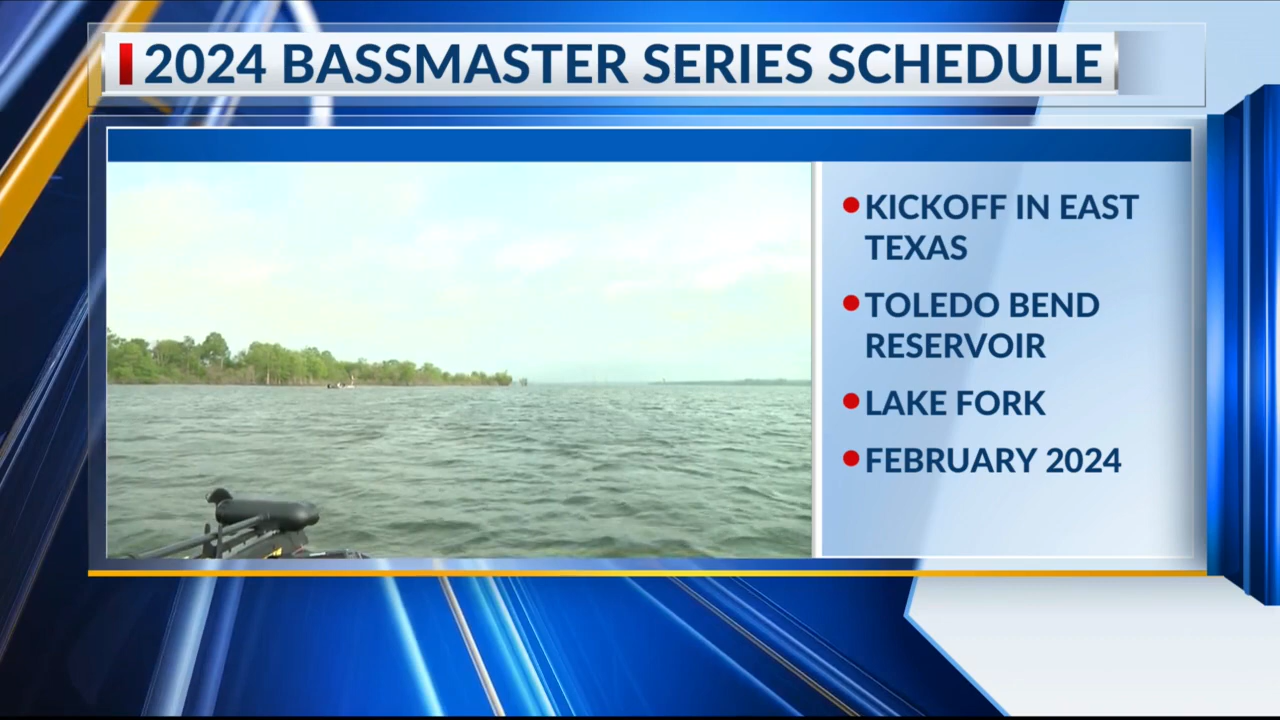 2024 BASSMASTER SERIES SCHEDULE
KICKOFF IN EAST
TEXAS
TOLEDO BEND
RESERVOIR
LAKE FORK
FEBRUARY 2024